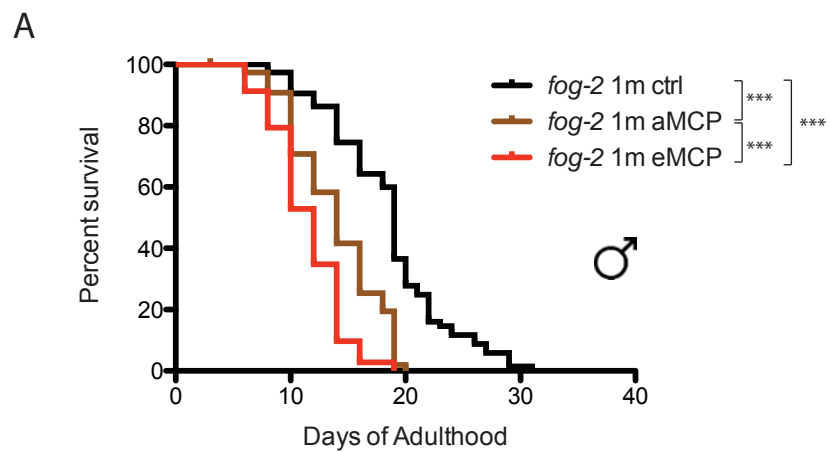 A
100
80
60
40
20
0
Percent survival
0 10 20 30 40
Days of Adulthood
fog-2 1m ctrl
fog-2 1m aMCP
fog-2 1m eMCP
***
***
***